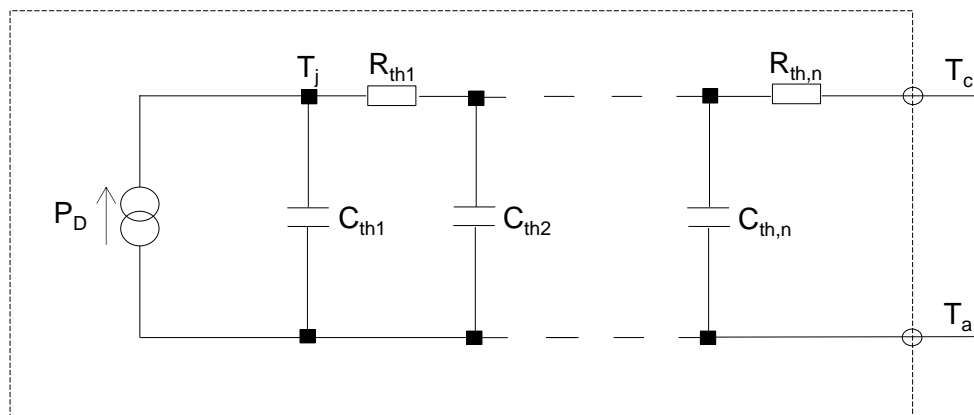 T_j
R_th1
R_th,n
T_c
P_D
C_th1
C_th2
C_th,n
T_a